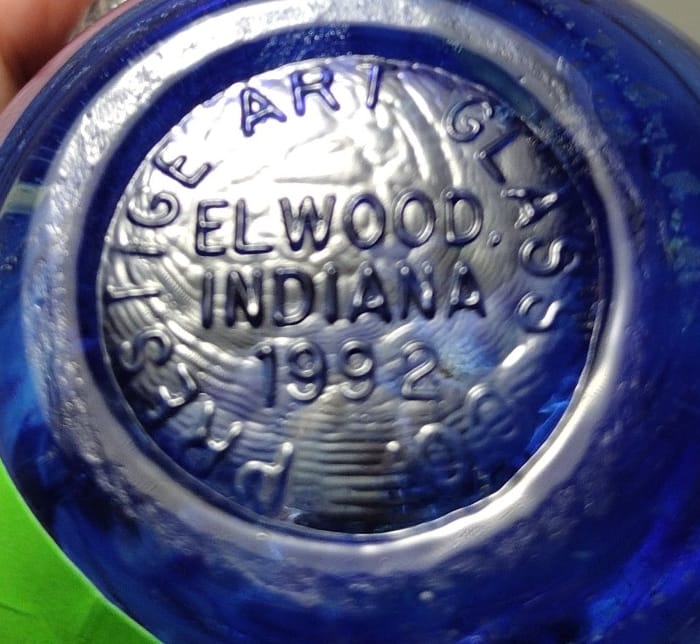 PRESTIGE ART GLASS
ELWOOD,
INDIANA
1992